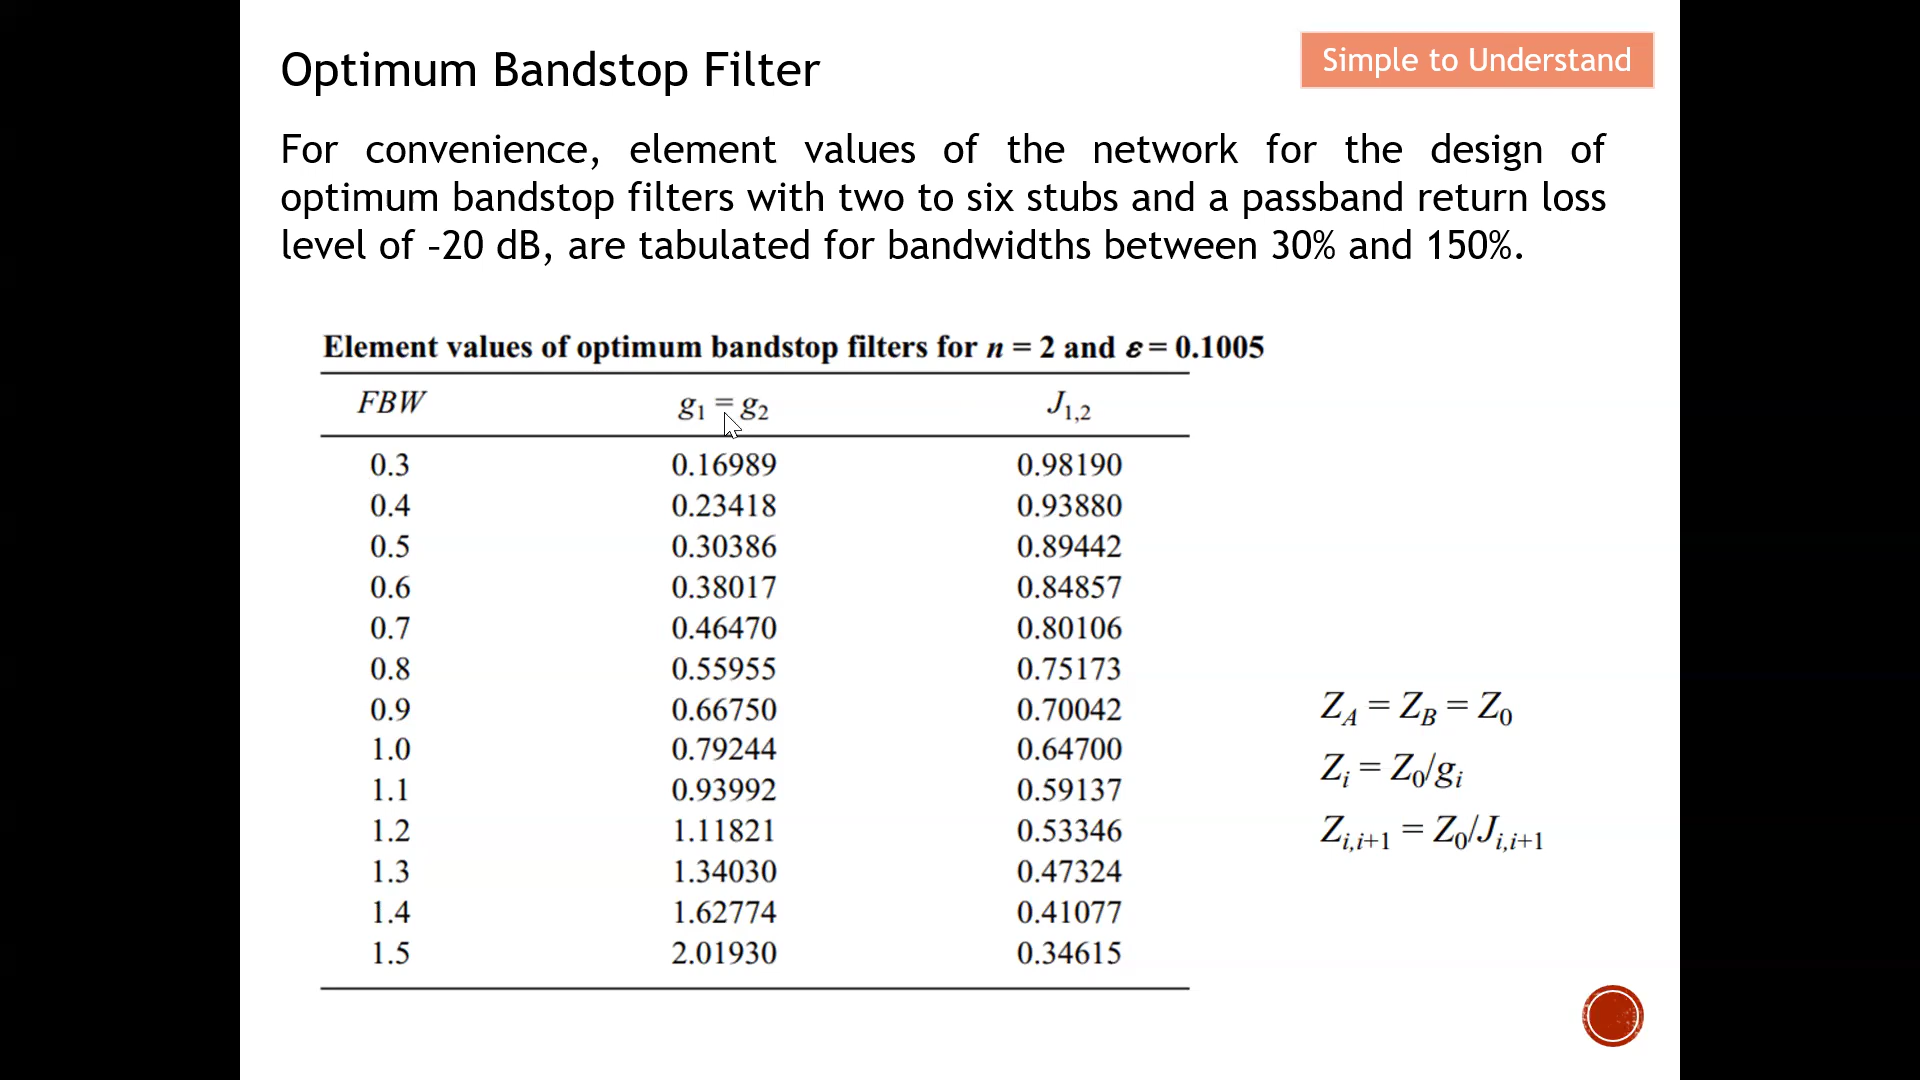 Optimum Bandstop Filter
Simple to Understand
For convenience, element values of the network for the design of
optimum bandstop filters with two to six stubs and a passband return loss
level of –20 dB, are tabulated for bandwidths between 30% and 150%.
Element values of optimum bandstop filters for n = 2 and ε = 0.1005
FBW g1 = g2 J1,2
0.3 0.16989 0.98190
0.4 0.23418 0.93880
0.5 0.30386 0.89442
0.6 0.38017 0.84857
0.7 0.46470 0.80106
0.8 0.55955 0.75173
0.9 0.66750 0.70042
1.0 0.79244 0.64700
1.1 0.93992 0.59137
1.2 1.11821 0.53346
1.3 1.34030 0.47324
1.4 1.62774 0.41077
1.5 2.01930 0.34615
ZA = ZB = Z0
Zi = Z0/gi
Zi,i+1 = Z0/Ji,i+1